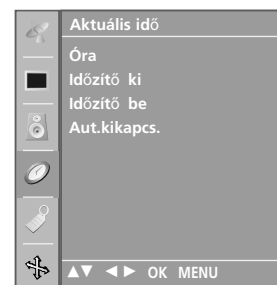 Aktuális idő
Óra
Időzítő ki
Időzítő be
Aut.kikapcs.
▲▼ ◄► OK MENU